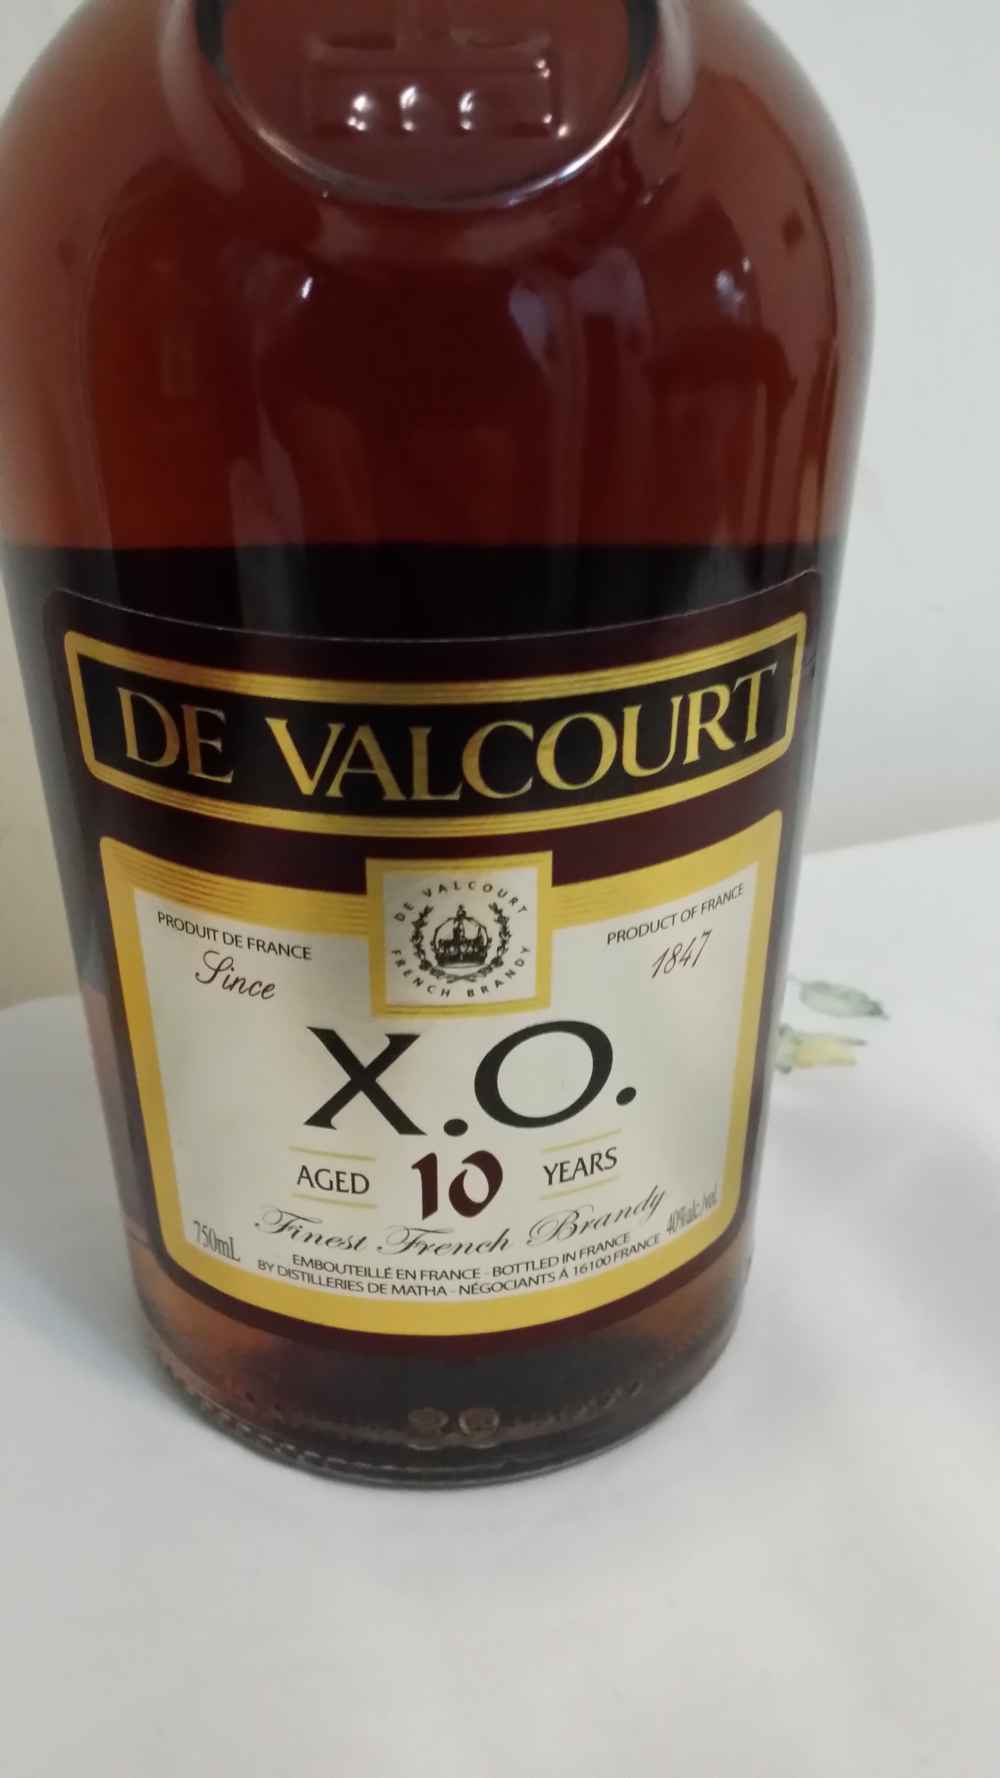 DE VALCOURT
DE VALCOURT
FRENCH BRANDY
PRODUIT DE FRANCE
Since
PRODUCT OF FRANCE
1847
X.O.
AGED 10 YEARS
Finest French Brandy
750mL
40%alc/vol.
EMBOUTEILLÉ EN FRANCE - BOTTLED IN FRANCE
BY DISTILLERIES DE MATHA - NÉGOCIANTS À 16100 FRANCE